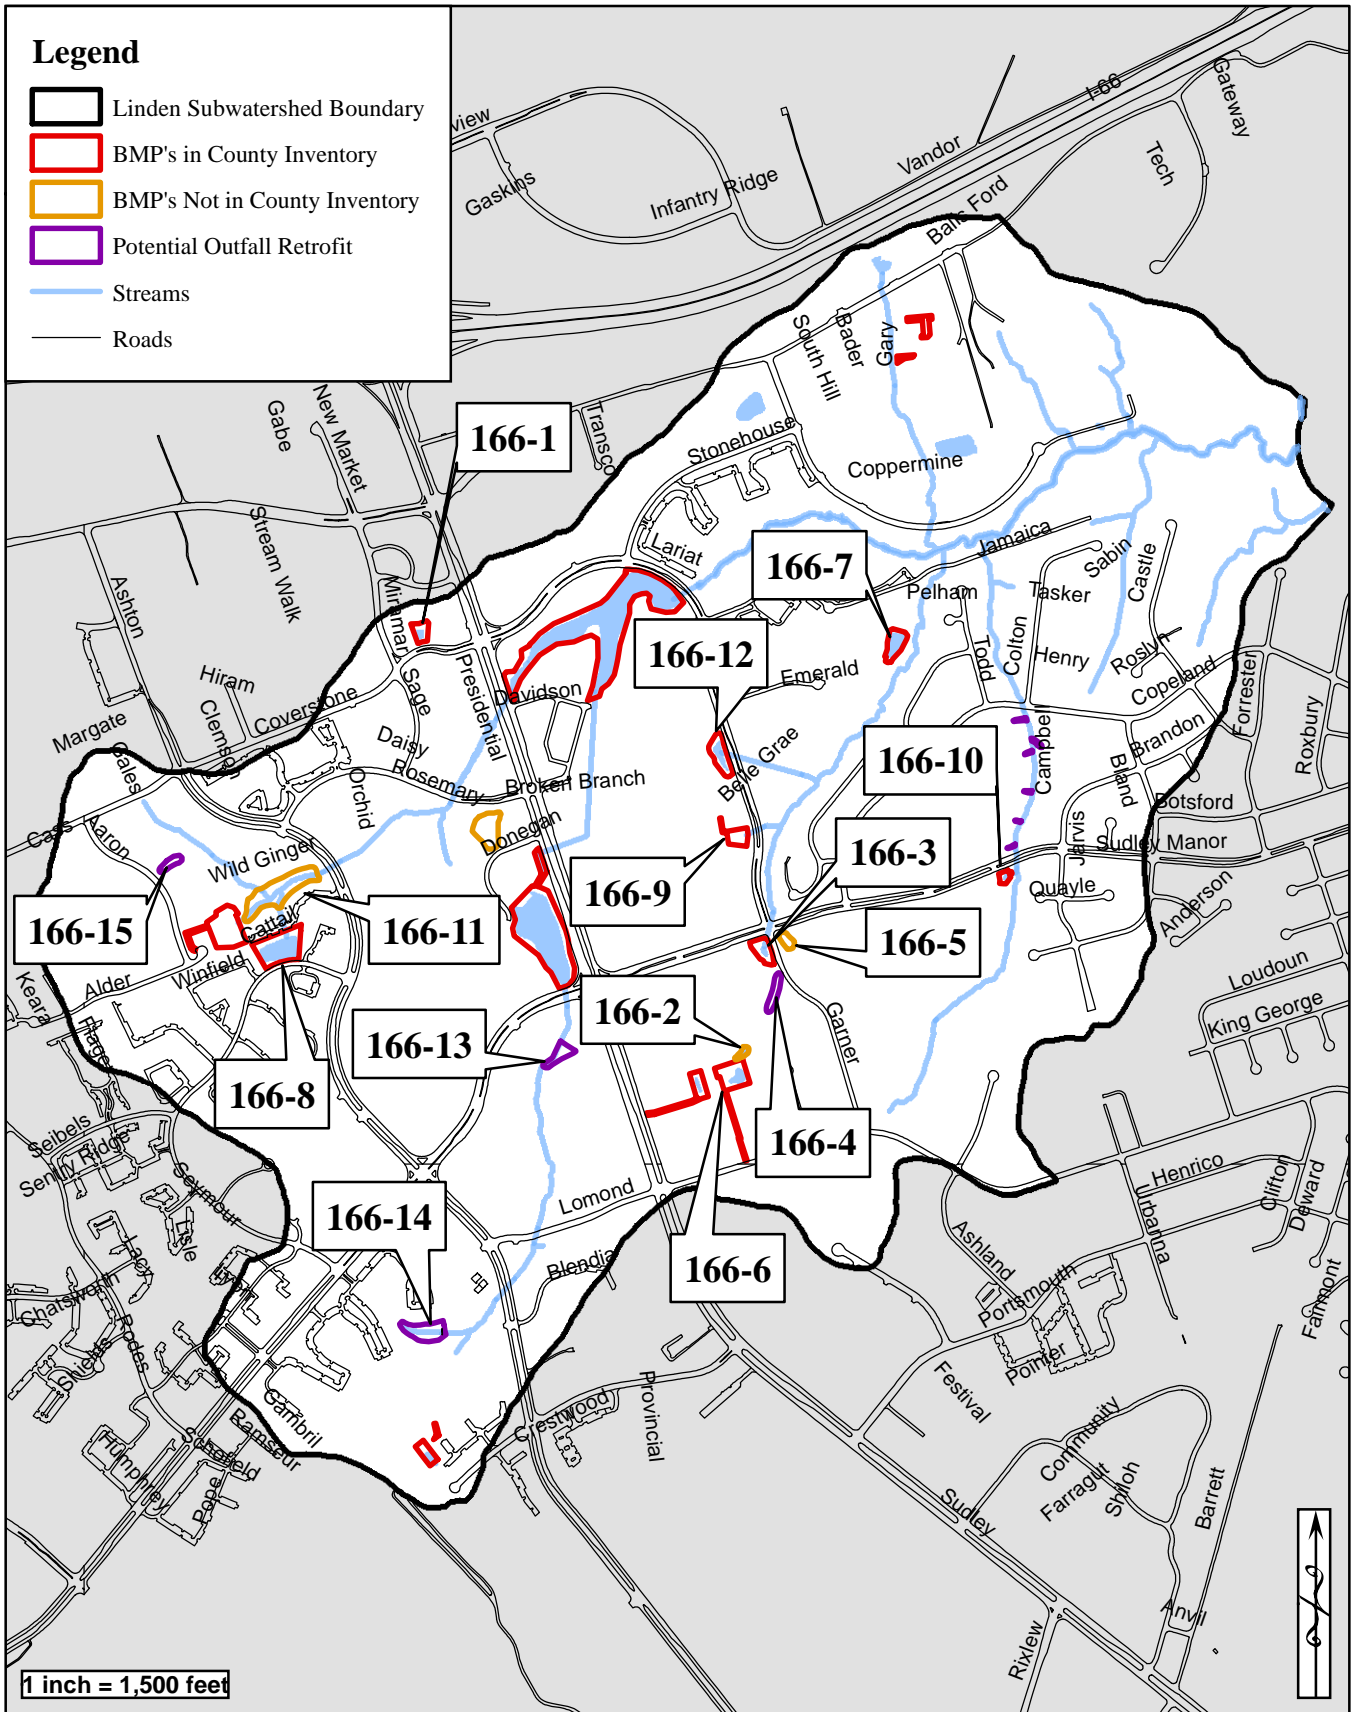 Legend
Linden Subwatershed Boundary
BMP's in County Inventory
BMP's Not in County Inventory
Potential Outfall Retrofit
Streams
Roads
view
Gaskins
Infantry Ridge
Vandor
I-66
Gateway
Tech
Balls Ford
South Hill
Bader
Gary
Gabe
New Market
Transco
166-1
Stonehouse
Coppermine
Stream Walk
Ashton
Miramar
Lariat
166-7
Jamaica
Pelham
Tasker
Sabin
Castle
Hiram
Clemson
Coverstone
Sage
Presidential
Davidson
166-12
Emerald
Todd
Colton
Henry
Roslyn
Copeland
Forrester
Roxbury
Margate
Gales
Daisy
Rosemary
Orchid
Broken Branch
Belle Grae
166-10
Campbell
Brandon
Bland
Botsford
Cass
Aaron
Wild Ginger
Donegan
166-3
Jarvis
Sudley Manor
166-15
Cattail
166-11
166-9
166-5
Quayle
Anderson
Keara
Alder
Winfield
Flager
166-13
166-2
Garner
Loudoun
King George
166-8
166-4
Seibels
Sentry Ridge
Seymour
166-14
Lomond
166-6
Henrico
Clifton
Deward
Urbanna
Lacy
Lisle
Blendia
Ashland
Portsmouth
Chatsworth
Rodes
Shields
Pointer
Fairmont
Festival
Gambril
Ramseur
Schofield
Humphrey
Pope
Crestwood
Provincial
Community
Farragut
Shiloh
Barrett
Sudley
Anvil
Rixlew
1 inch = 1,500 feet